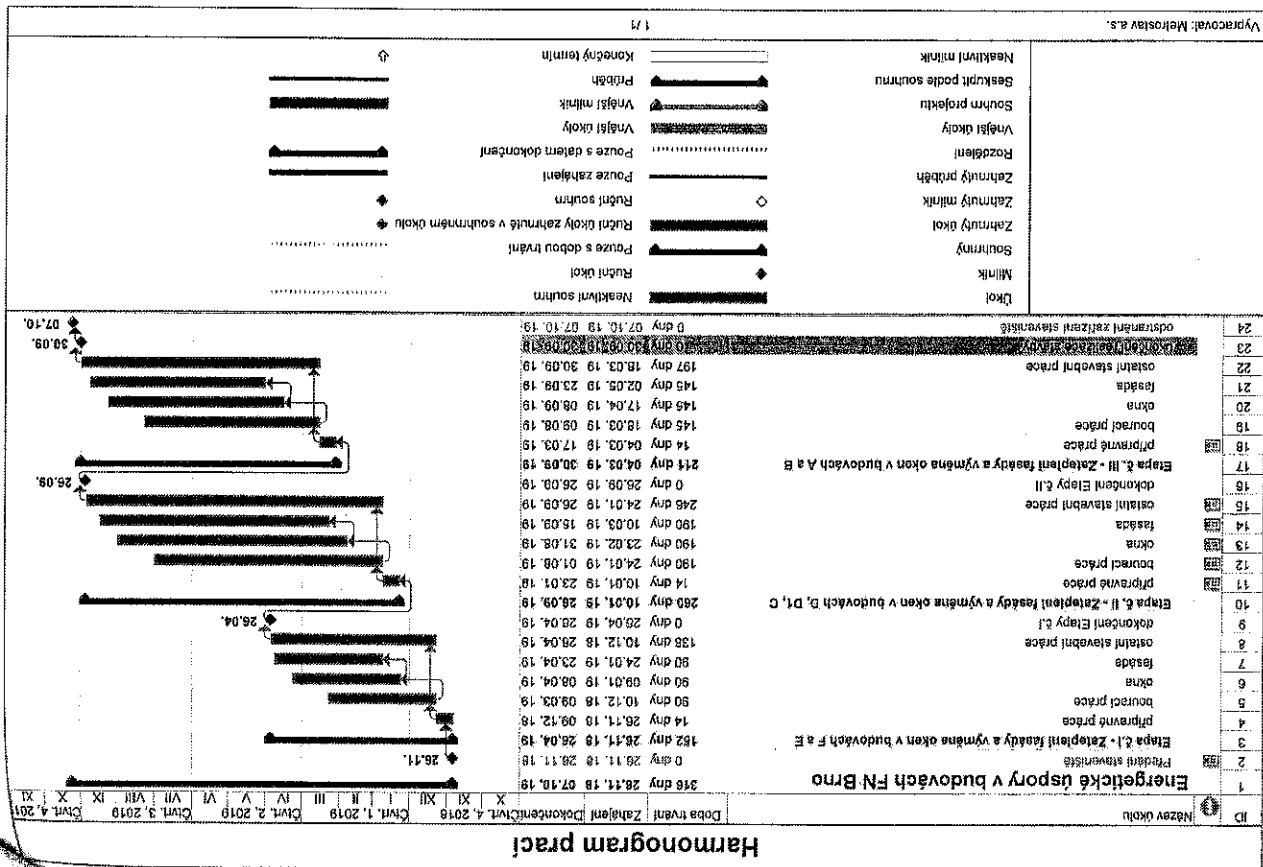 Harmonogram prací
ID Název úkolu Doba trvání Zahájení Dokončení Čtvrt. 4, 2018 Čtvrt. 1, 2019 Čtvrt. 2, 2019 Čtvrt. 3, 2019 Čtvrt. 4, 201
X XI XII I II III IV V VI VII VIII IX X XI
1 Energetické úspory v budovách FN Brno 316 dny 26.11. 18 07.10. 19
2 Předání staveniště 0 dny 26.11. 18 26.11. 18 26.11.
3 Etapa č.I - Zateplení fasády a výměna oken v budovách F a E 152 dny 26.11. 18 26.04. 19
4 přípravné práce 14 dny 26.11. 18 09.12. 18
5 bourací práce 90 dny 10.12. 18 09.03. 19
6 okna 90 dny 09.01. 19 08.04. 19
7 fasáda 90 dny 24.01. 19 23.04. 19
8 ostatní stavební práce 138 dny 10.12. 18 26.04. 19
9 dokončení Etapy č.I 0 dny 26.04. 19 26.04. 19 26.04.
10 Etapa č. II - Zateplení fasády a výměna oken v budovách D, D1, C 260 dny 10.01. 19 26.09. 19
11 přípravné práce 14 dny 10.01. 19 23.01. 19
12 bourací práce 190 dny 24.01. 19 01.08. 19
13 okna 190 dny 23.02. 19 31.08. 19
14 fasáda 190 dny 10.03. 19 15.09. 19
15 ostatní stavební práce 246 dny 24.01. 19 26.09. 19
16 dokončení Etapy č.II 0 dny 26.09. 19 26.09. 19 26.09.
17 Etapa č. III - Zateplení fasády a výměna oken v budovách A a B 211 dny 04.03. 19 30.09. 19
18 přípravné práce 14 dny 04.03. 19 17.03. 19
19 bourací práce 145 dny 18.03. 19 09.08. 19
20 okna 145 dny 17.04. 19 08.09. 19
21 fasáda 145 dny 02.05. 19 23.09. 19
22 ostatní stavební práce 197 dny 18.03. 19 30.09. 19
23 ukončení realizace stavby 0 dny 30.09. 19 30.09. 19 30.09.
24 odstranění zařízení staveniště 0 dny 07.10. 19 07.10. 19 07.10.
Úkol Neaktivní souhrn
Milník Ruční úkol
Souhrnný Pouze s dobou trvání
Zahrnutý úkol Ruční úkoly zahrnuté v souhrnném úkolu
Zahrnutý milník Ruční souhrn
Zahrnutý průběh Pouze zahájení
Rozdělení Pouze s datem dokončení
Vnější úkoly Vnější úkoly
Souhrn projektu Vnější milník
Seskupit podle souhrnu Průběh
Neaktivní milník Konečný termín
Vypracoval: Metrostav a.s. 1 /1